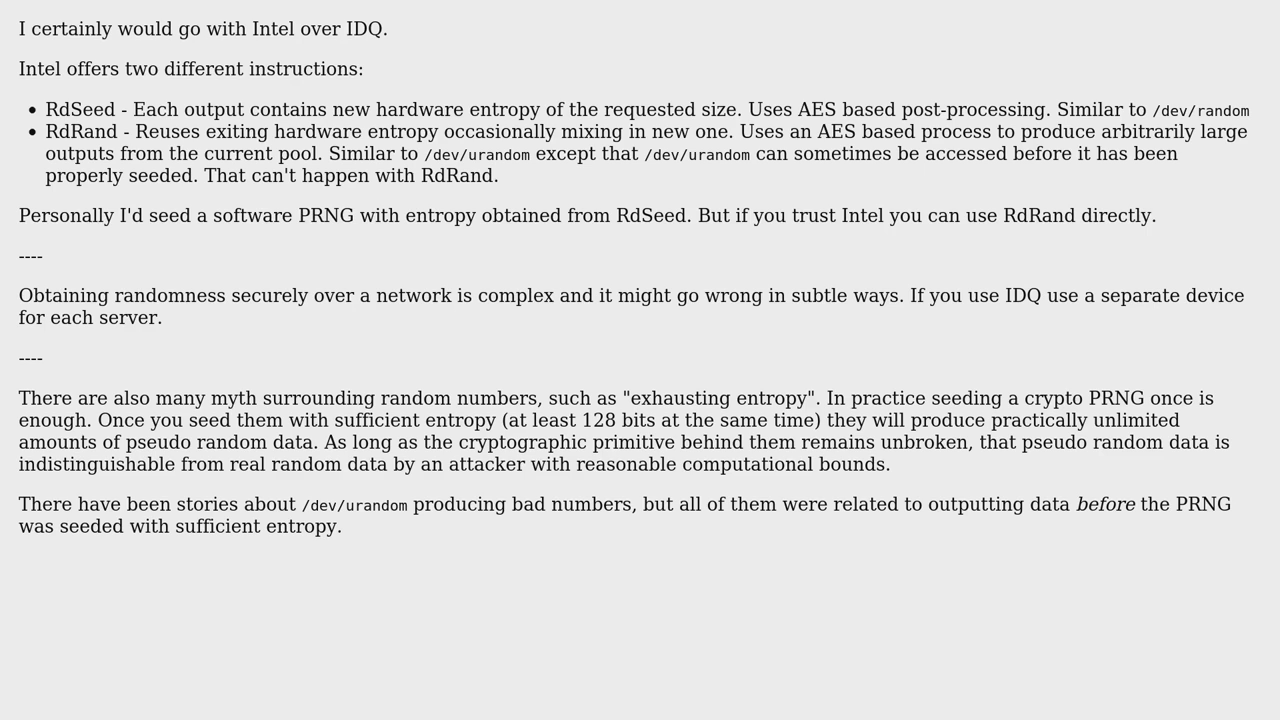 I certainly would go with Intel over IDQ.
Intel offers two different instructions:
• RdSeed - Each output contains new hardware entropy of the requested size. Uses AES based post-processing. Similar to /dev/random
• RdRand - Reuses exiting hardware entropy occasionally mixing in new one. Uses an AES based process to produce arbitrarily large
outputs from the current pool. Similar to /dev/urandom except that /dev/urandom can sometimes be accessed before it has been
properly seeded. That can't happen with RdRand.
Personally I'd seed a software PRNG with entropy obtained from RdSeed. But if you trust Intel you can use RdRand directly.
----
Obtaining randomness securely over a network is complex and it might go wrong in subtle ways. If you use IDQ use a separate device
for each server.
----
There are also many myth surrounding random numbers, such as "exhausting entropy". In practice seeding a crypto PRNG once is
enough. Once you seed them with sufficient entropy (at least 128 bits at the same time) they will produce practically unlimited
amounts of pseudo random data. As long as the cryptographic primitive behind them remains unbroken, that pseudo random data is
indistinguishable from real random data by an attacker with reasonable computational bounds.
There have been stories about /dev/urandom producing bad numbers, but all of them were related to outputting data before the PRNG
was seeded with sufficient entropy.